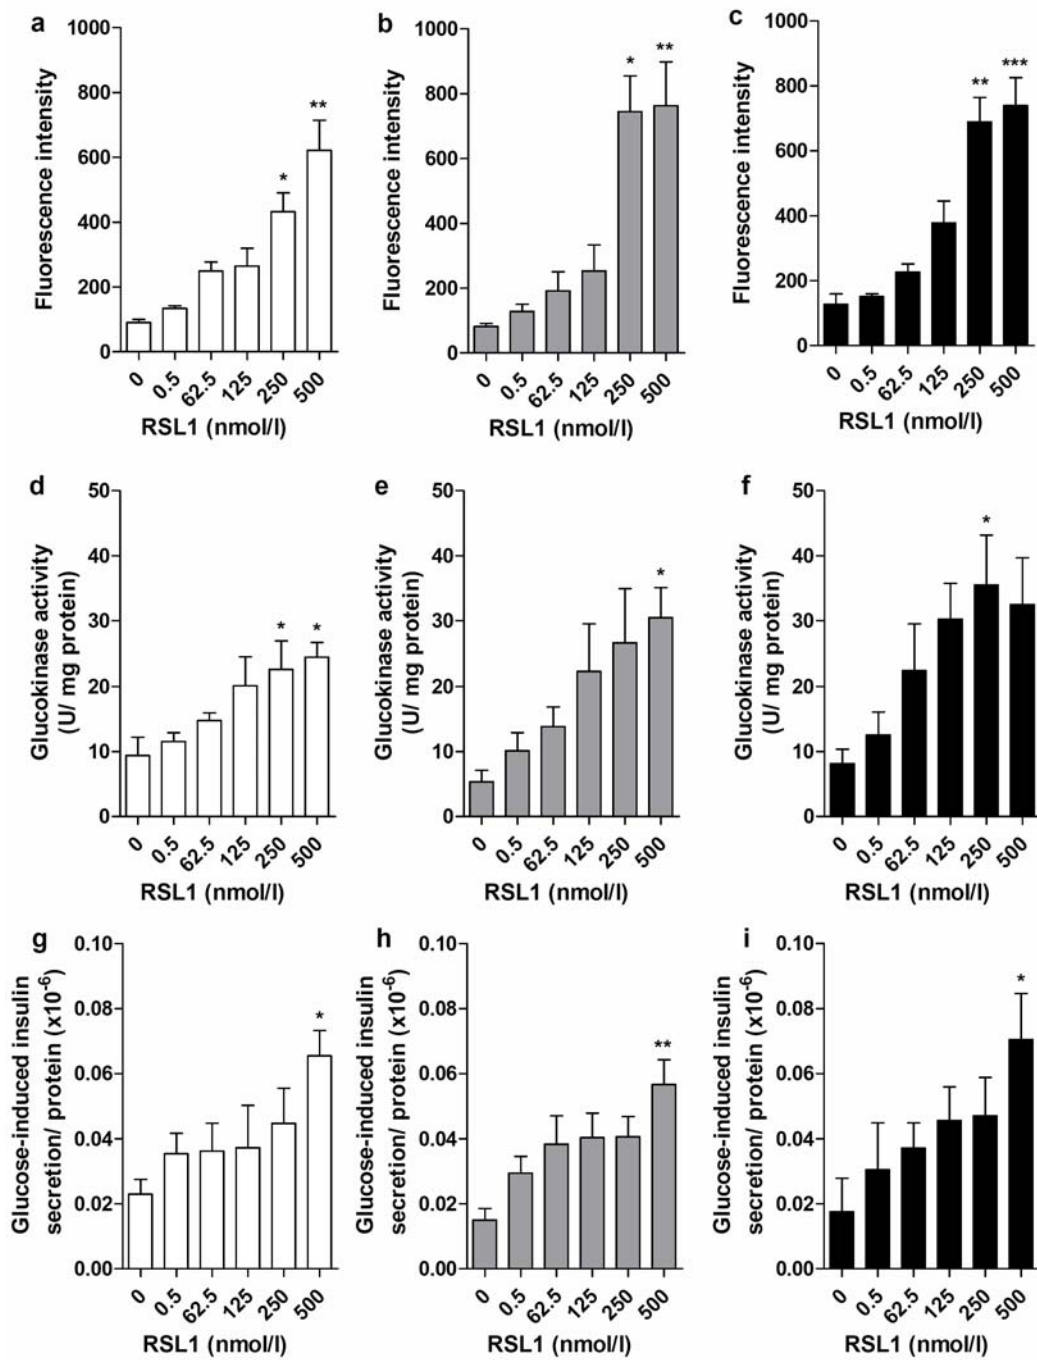 a
1000
800
600
400
200
0
Fluorescence intensity
*
**
0 0.5 62.5 125 250 500
RSL1 (nmol/l)
b
1000
800
600
400
200
0
Fluorescence intensity
*
**
0 0.5 62.5 125 250 500
RSL1 (nmol/l)
c
1000
800
600
400
200
0
Fluorescence intensity
**
***
0 0.5 62.5 125 250 500
RSL1 (nmol/l)
d
50
40
30
20
10
0
Glucokinase activity
(U/ mg protein)
*
*
0 0.5 62.5 125 250 500
RSL1 (nmol/l)
e
50
40
30
20
10
0
Glucokinase activity
(U/ mg protein)
*
0 0.5 62.5 125 250 500
RSL1 (nmol/l)
f
50
40
30
20
10
0
Glucokinase activity
(U/ mg protein)
*
0 0.5 62.5 125 250 500
RSL1 (nmol/l)
g
0.10
0.08
0.06
0.04
0.02
0.00
Glucose-induced insulin
secretion/ protein (x10⁻⁶)
*
0 0.5 62.5 125 250 500
RSL1 (nmol/l)
h
0.10
0.08
0.06
0.04
0.02
0.00
Glucose-induced insulin
secretion/ protein (x10⁻⁶)
**
0 0.5 62.5 125 250 500
RSL1 (nmol/l)
i
0.10
0.08
0.06
0.04
0.02
0.00
Glucose-induced insulin
secretion/ protein (x10⁻⁶)
*
0 0.5 62.5 125 250 500
RSL1 (nmol/l)